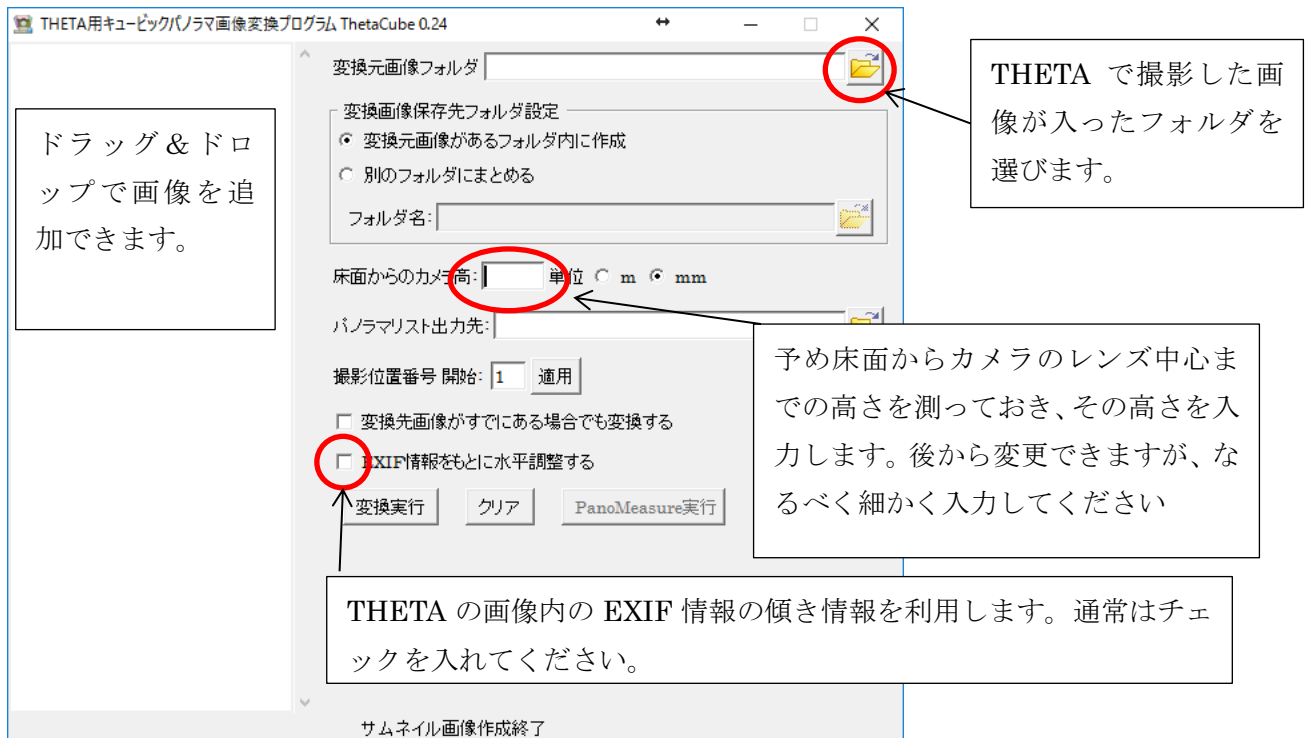 THETA用キュービックパノラマ画像変換プログラム ThetaCube 0.24
変換元画像フォルダ
THETA で撮影した画
像が入ったフォルダを
選びます。
変換画像保存先フォルダ設定
変換元画像があるフォルダ内に作成
別のフォルダにまとめる
フォルダ名:
ドラッグ＆ドロ
ップで画像を追
加できます。
床面からのカメラ高: 単位 m mm
パノラマリスト出力先:
予め床面からカメラのレンズ中心ま
での高さを測っておき、その高さを入
力します。後から変更できますが、な
るべく細かく入力してください
撮影位置番号 開始: 1 適用
変換先画像がすでにある場合でも変換する
EXIF情報をもとに水平調整する
変換実行 クリア PanoMeasure実行
THETA の画像内の EXIF 情報の傾き情報を利用します。通常はチェ
ックを入れてください。
サムネイル画像作成終了